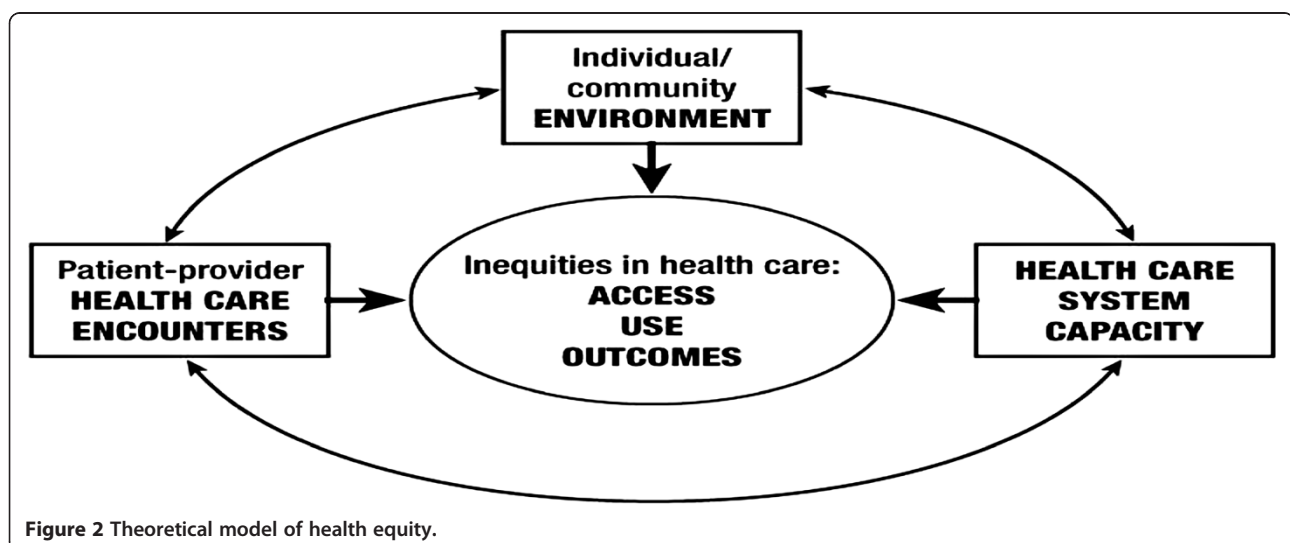 Individual/
community
ENVIRONMENT
Patient-provider
HEALTH CARE
ENCOUNTERS
Inequities in health care:
ACCESS
USE
OUTCOMES
HEALTH CARE
SYSTEM
CAPACITY
Figure 2 Theoretical model of health equity.